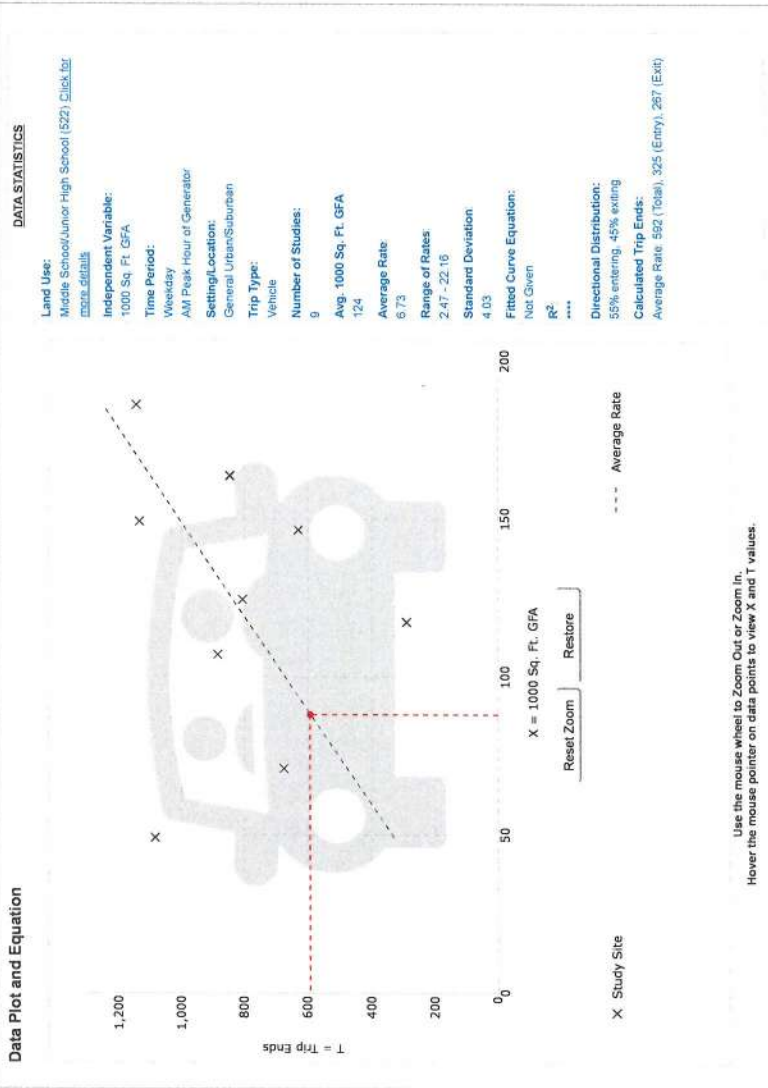 Data Plot and Equation
1,200
1,000
800
600
400
200
0
0
50
100
150
200
T = Trip Ends
X = 1000 Sq. Ft. GFA
Reset Zoom
Restore
× Study Site
- - - Average Rate
Use the mouse wheel to Zoom Out or Zoom In.
Hover the mouse pointer on data points to view X and T values.
DATA STATISTICS
Land Use:
Middle School/Junior High School (522) Click for
more details
Independent Variable:
1000 Sq. Ft. GFA
Time Period:
Weekday
AM Peak Hour of Generator
Setting/Location:
General Urban/Suburban
Trip Type:
Vehicle
Number of Studies:
9
Avg. 1000 Sq. Ft. GFA
124
Average Rate:
6.73
Range of Rates:
2.47 - 22.16
Standard Deviation:
4.03
Fitted Curve Equation:
Not Given
R²:
****
Directional Distribution:
55% entering, 45% exiting
Calculated Trip Ends:
Average Rate: 592 (Total), 325 (Entry), 267 (Exit)